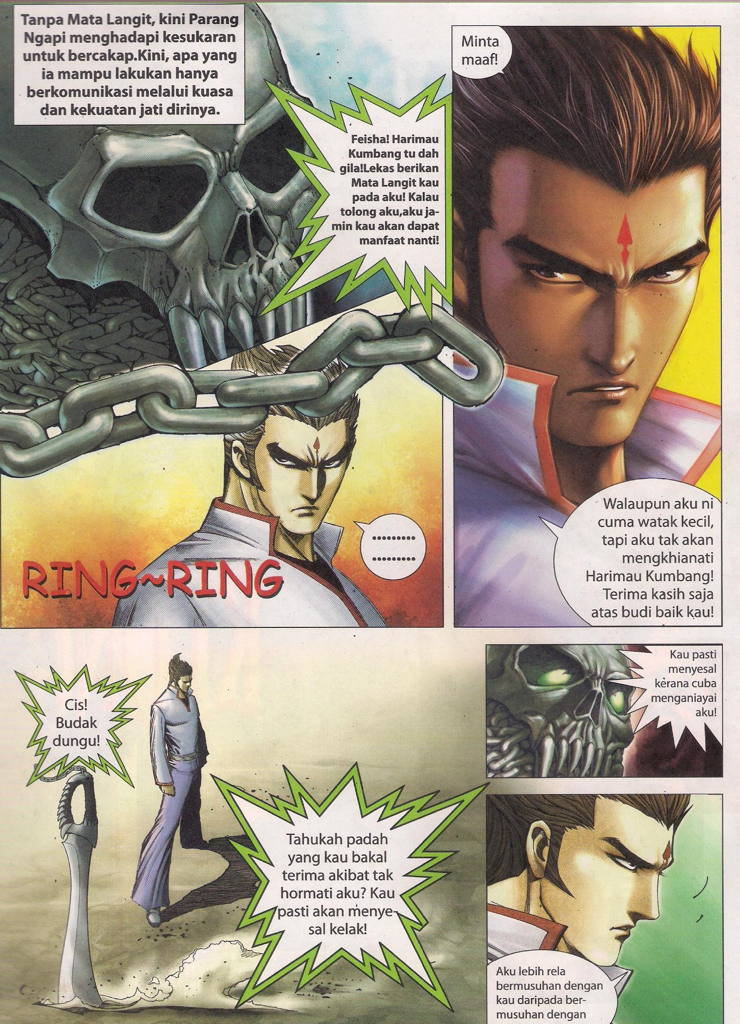 Tanpa Mata Langit, kini Parang
Ngapi menghadapi kesukaran
untuk bercakap.Kini, apa yang
ia mampu lakukan hanya
berkomunikasi melalui kuasa
dan kekuatan jati dirinya.
Feisha! Harimau
Kumbang tu dah
gila!Lekas berikan
Mata Langit kau
pada aku! Kalau
tolong aku,aku ja-
min kau akan dapat
manfaat nanti!
Minta
maaf!
RING~RING
.........
.........
Walaupun aku ni
cuma watak kecil,
tapi aku tak akan
mengkhianati
Harimau Kumbang!
Terima kasih saja
atas budi baik kau!
Cis!
Budak
dungu!
Tahukah padah
yang kau bakal
terima akibat tak
hormati aku? Kau
pasti akan menye-
sal kelak!
Kau pasti
menyesal
kerana cuba
menganiayai
aku!
Aku lebih rela
bermusuhan dengan
kau daripada ber-
musuhan dengan